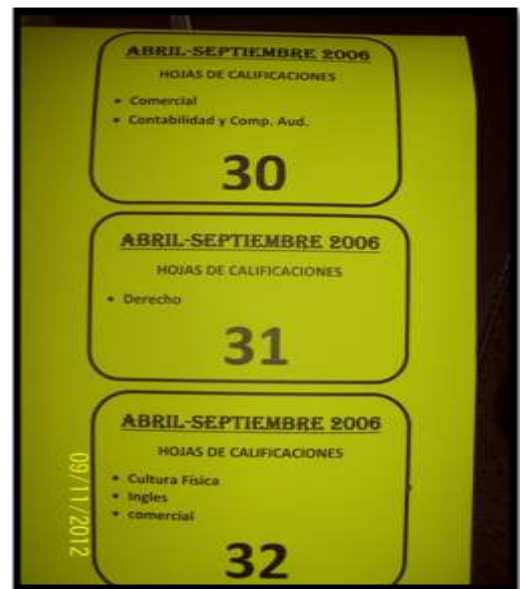 ABRIL-SEPTIEMBRE 2006
HOJAS DE CALIFICACIONES
• Comercial
• Contabilidad y Comp. Aud.
30
ABRIL-SEPTIEMBRE 2006
HOJAS DE CALIFICACIONES
• Derecho
31
ABRIL-SEPTIEMBRE 2006
HOJAS DE CALIFICACIONES
• Cultura Física
• Ingles
• comercial
32
09/11/2012